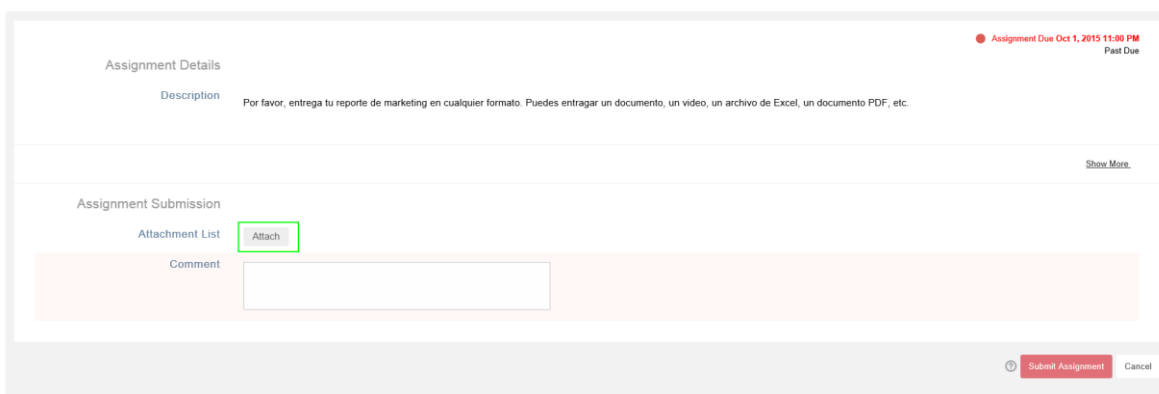 Assignment Due Oct 1, 2015 11:00 PM
Past Due
Assignment Details
Description
Por favor, entrega tu reporte de marketing en cualquier formato. Puedes entragar un documento, un video, un archivo de Excel, un documento PDF, etc.
Show More
Assignment Submission
Attachment List
Attach
Comment
? Submit Assignment Cancel